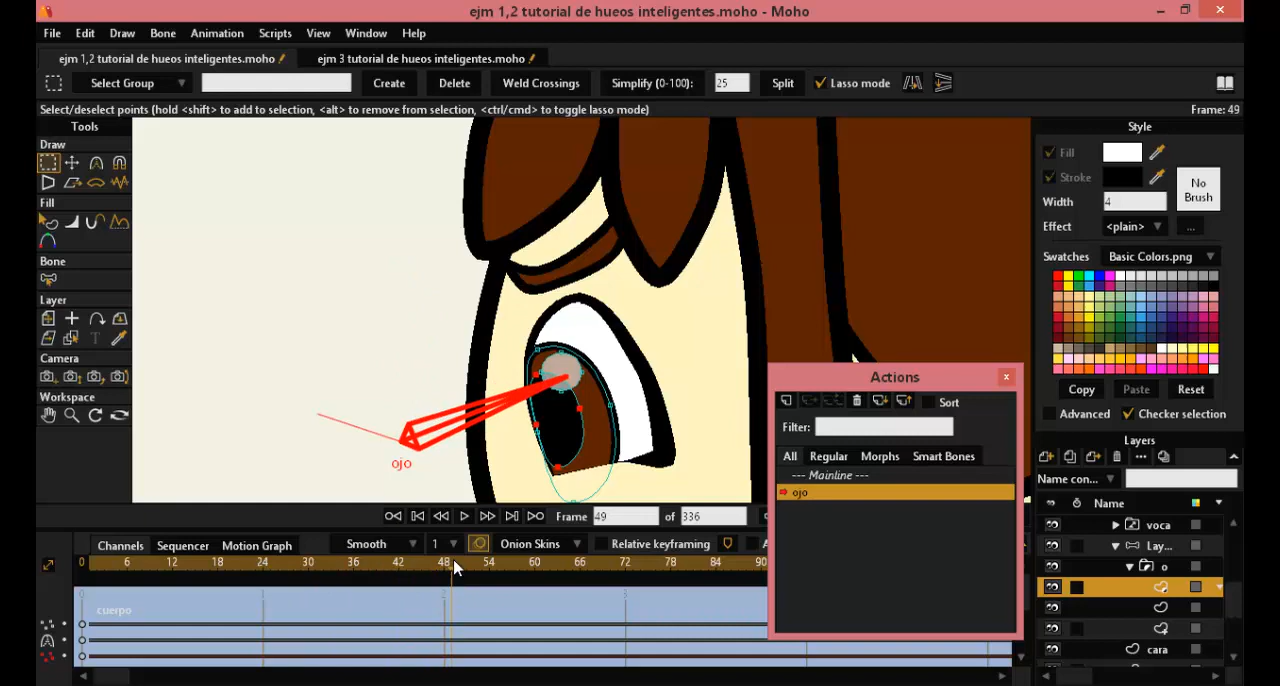 ejm 1,2 tutorial de hueos inteligentes.moho - Moho
File Edit Draw Bone Animation Scripts View Window Help
ejm 1,2 tutorial de hueos inteligentes.moho ejm 3 tutorial de hueos inteligentes.moho
Select Group Create Delete Weld Crossings Simplify (0-100): 25 Split Lasso mode
Select/deselect points (hold <shift> to add to selection, <alt> to remove from selection, <ctrl/cmd> to toggle lasso mode) Frame: 49
Tools
Draw
Fill
Bone
Layer
Camera
Workspace
ojo
Style
Fill
Stroke
No Brush
Width 4
Effect <plain> ...
Swatches Basic Colors.png
Copy Paste Reset
Advanced Checker selection
Actions
Sort
Filter:
All Regular Morphs Smart Bones
--- Mainline ---
ojo
Layers
Name con...
Name
voca
Lay...
o
cara
Frame 49 of 336
Channels Sequencer Motion Graph Smooth 1 Onion Skins Relative keyframing
0 6 12 18 24 30 36 42 48 54 60 66 72 78 84 90
0 1 2 3
cuerpo